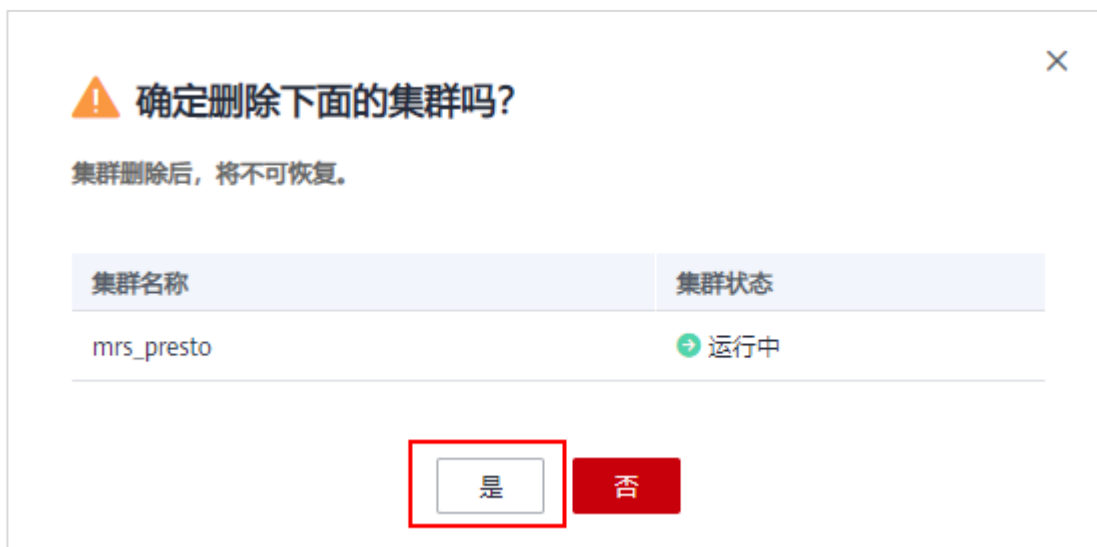 确定删除下面的集群吗？
集群删除后，将不可恢复。
集群名称 集群状态
mrs_presto 运行中
是 否